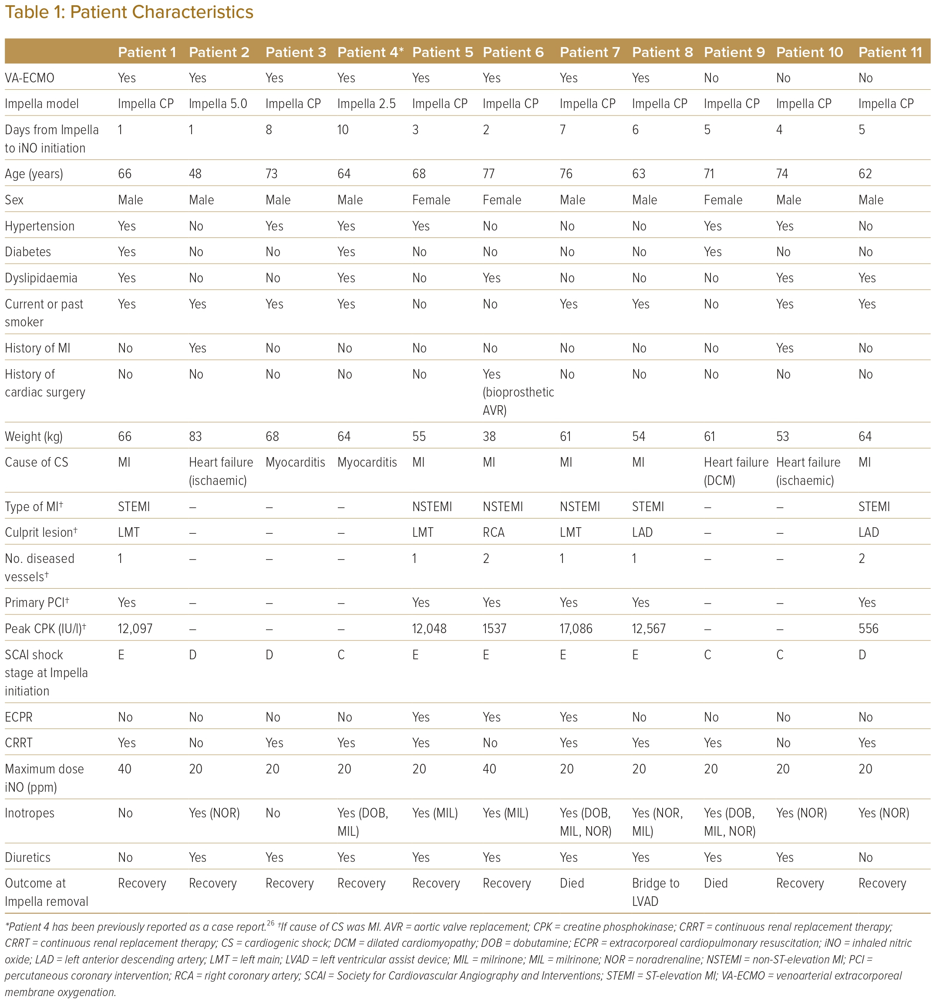 Table 1: Patient Characteristics
Patient 1 Patient 2 Patient 3 Patient 4* Patient 5 Patient 6 Patient 7 Patient 8 Patient 9 Patient 10 Patient 11
VA-ECMO Yes Yes Yes Yes Yes Yes Yes Yes No No No
Impella model Impella CP Impella 5.0 Impella CP Impella 2.5 Impella CP Impella CP Impella CP Impella CP Impella CP Impella CP Impella CP
Days from Impella 1 1 8 10 3 2 7 6 5 4 5
to iNO initiation
Age (years) 66 48 73 64 68 77 76 63 71 74 62
Sex Male Male Male Male Female Female Male Male Female Male Male
Hypertension Yes No Yes Yes Yes No No No Yes Yes No
Diabetes Yes No No Yes No No No No Yes No No
Dyslipidaemia Yes No No Yes No Yes No No No Yes Yes
Current or past Yes Yes Yes Yes No No Yes Yes No Yes Yes
smoker
History of MI No Yes No No No No No No No Yes No
History of No No No No No Yes No No No No No
cardiac surgery (bioprosthetic
AVR)
Weight (kg) 66 83 68 64 55 38 61 54 61 53 64
Cause of CS MI Heart failure Myocarditis Myocarditis MI MI MI MI Heart failure Heart failure MI
(ischaemic) (DCM) (ischaemic)
Type of MI† STEMI – – – NSTEMI NSTEMI NSTEMI STEMI – – STEMI
Culprit lesion† LMT – – – LMT RCA LMT LAD – – LAD
No. diseased 1 – – – 1 2 1 1 – – 2
vessels†
Primary PCI† Yes – – – Yes Yes Yes Yes – – Yes
Peak CPK (IU/l)† 12,097 – – – 12,048 1537 17,086 12,567 – – 556
SCAI shock E D D C E E E E C C D
stage at Impella
initiation
ECPR No No No No Yes Yes Yes No No No No
CRRT Yes No Yes Yes Yes No Yes Yes Yes No Yes
Maximum dose 40 20 20 20 20 40 20 20 20 20 20
iNO (ppm)
Inotropes No Yes (NOR) No Yes (DOB, Yes (MIL) Yes (MIL) Yes (DOB, Yes (NOR, Yes (DOB, Yes (NOR) Yes (NOR)
MIL) MIL, NOR) MIL) MIL, NOR)
Diuretics No Yes Yes Yes Yes Yes Yes Yes Yes Yes No
Outcome at Recovery Recovery Recovery Recovery Recovery Recovery Died Bridge to Died Recovery Recovery
Impella removal LVAD
*Patient 4 has been previously reported as a case report.26 †If cause of CS was MI. AVR = aortic valve replacement; CPK = creatine phosphokinase; CRRT = continuous renal replacement therapy;
CRRT = continuous renal replacement therapy; CS = cardiogenic shock; DCM = dilated cardiomyopathy; DOB = dobutamine; ECPR = extracorporeal cardiopulmonary resuscitation; iNO = inhaled nitric
oxide; LAD = left anterior descending artery; LMT = left main; LVAD = left ventricular assist device; MIL = milrinone; MIL = milrinone; NOR = noradrenaline; NSTEMI = non-ST-elevation MI; PCI =
percutaneous coronary intervention; RCA = right coronary artery; SCAI = Society for Cardiovascular Angiography and Interventions; STEMI = ST-elevation MI; VA-ECMO = venoarterial extracorporeal
membrane oxygenation.